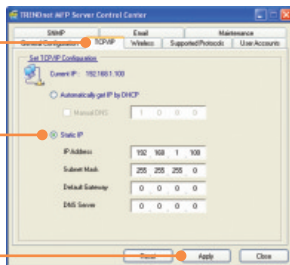 TRENDnet MFP Server Control Center
SNMP Email Maintenance
General Configuration TCP/IP Wireless Supported Protocols User Accounts
Set TCP/IP Configuration
Current IP : 192.168.1.100
Automatically get IP by DHCP
Manual DNS 1 0 0 0
Static IP
IP Address 192 168 1 100
Subnet Mask 255 255 255 0
Default Gateway 0 0 0 0
DNS Server 0 0 0 0
Apply Close